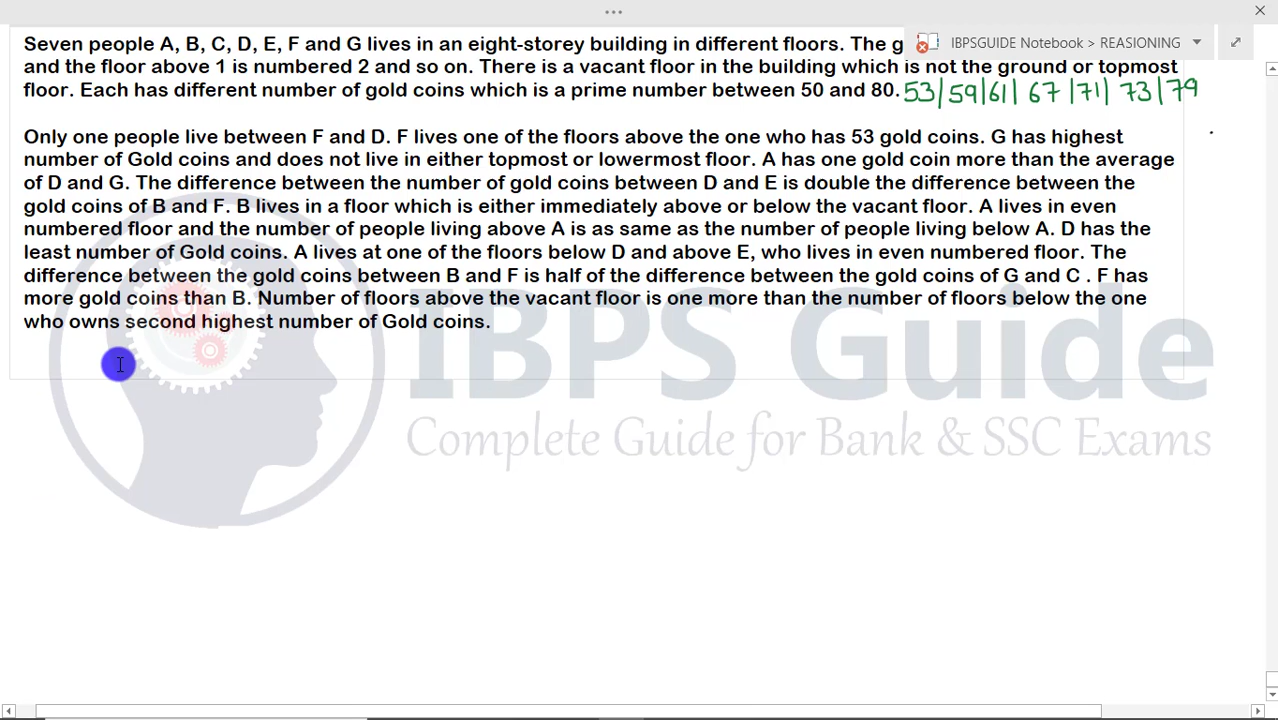 Seven people A, B, C, D, E, F and G lives in an eight-storey building in different floors. The g
IBPSGUIDE Notebook > REASIONING
and the floor above 1 is numbered 2 and so on. There is a vacant floor in the building which is not the ground or topmost
floor. Each has different number of gold coins which is a prime number between 50 and 80. 53|59|61|67|71|73|79
Only one people live between F and D. F lives one of the floors above the one who has 53 gold coins. G has highest
number of Gold coins and does not live in either topmost or lowermost floor. A has one gold coin more than the average
of D and G. The difference between the number of gold coins between D and E is double the difference between the
gold coins of B and F. B lives in a floor which is either immediately above or below the vacant floor. A lives in even
numbered floor and the number of people living above A is as same as the number of people living below A. D has the
least number of Gold coins. A lives at one of the floors below D and above E, who lives in even numbered floor. The
difference between the gold coins between B and F is half of the difference between the gold coins of G and C . F has
more gold coins than B. Number of floors above the vacant floor is one more than the number of floors below the one
who owns second highest number of Gold coins.
IBPS Guide
Complete Guide for Bank & SSC Exams